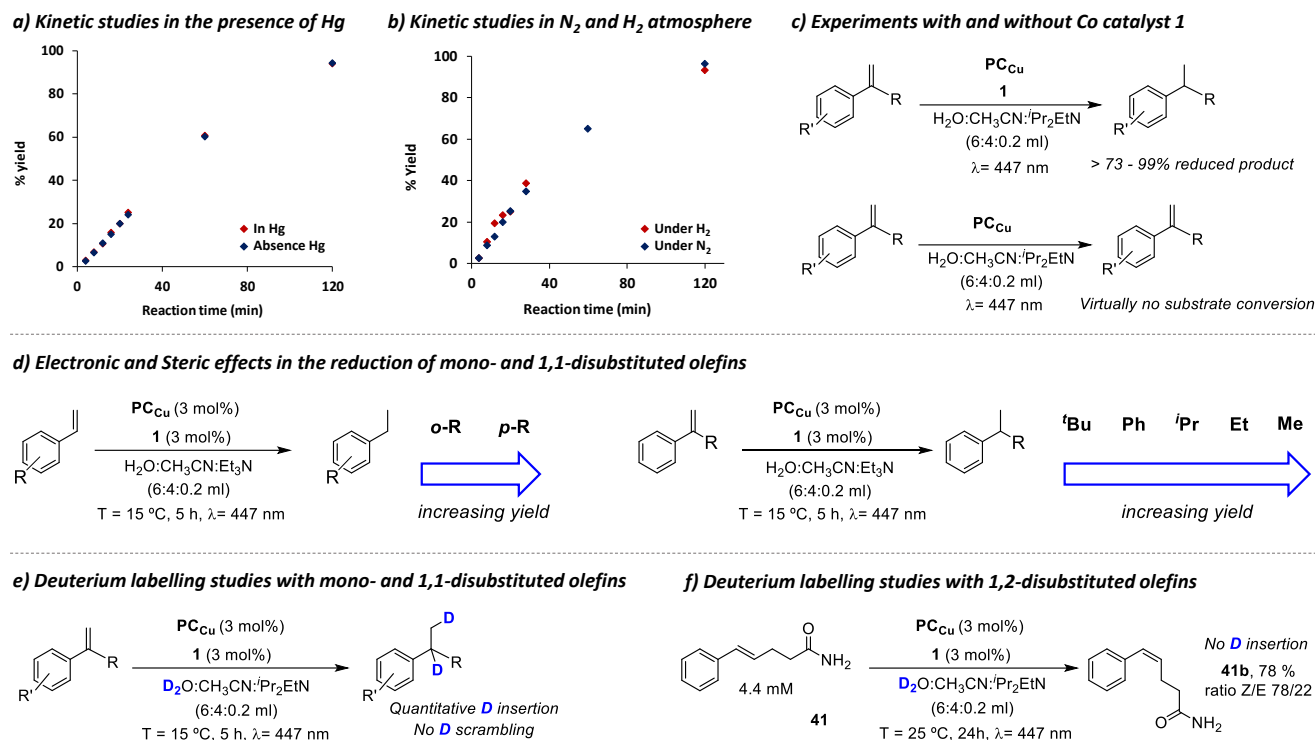 a) Kinetic studies in the presence of Hg
100
80
60
40
20
0
% yield
In Hg
Absence Hg
0 40 80 120
Reaction time (min)
b) Kinetic studies in N2 and H2 atmosphere
100
80
60
40
20
0
% Yield
Under H2
Under N2
0 40 80 120
Reaction time (min)
c) Experiments with and without Co catalyst 1
R'
R
PC_Cu
1
H2O:CH3CN:iPr2EtN
(6:4:0.2 ml)
λ= 447 nm
R'
R
> 73 - 99% reduced product
R'
R
PC_Cu
H2O:CH3CN:iPr2EtN
(6:4:0.2 ml)
λ= 447 nm
R'
R
Virtually no substrate conversion
d) Electronic and Steric effects in the reduction of mono- and 1,1-disubstituted olefins
R
PC_Cu (3 mol%)
1 (3 mol%)
H2O:CH3CN:Et3N
(6:4:0.2 ml)
T = 15 ºC, 5 h, λ= 447 nm
R
o-R p-R
increasing yield
R
PC_Cu (3 mol%)
1 (3 mol%)
H2O:CH3CN:Et3N
(6:4:0.2 ml)
T = 15 ºC, 5 h, λ= 447 nm
R
tBu Ph iPr Et Me
increasing yield
e) Deuterium labelling studies with mono- and 1,1-disubstituted olefins
R'
R
PC_Cu (3 mol%)
1 (3 mol%)
D2O:CH3CN:iPr2EtN
(6:4:0.2 ml)
T = 15 ºC, 5 h, λ= 447 nm
D
R
D
R'
Quantitative D insertion
No D scrambling
f) Deuterium labelling studies with 1,2-disubstituted olefins
O
NH2
4.4 mM
41
PC_Cu (3 mol%)
1 (3 mol%)
D2O:CH3CN:iPr2EtN
(6:4:0.2 ml)
T = 25 ºC, 24h, λ= 447 nm
O
NH2
No D insertion
41b, 78 %
ratio Z/E 78/22